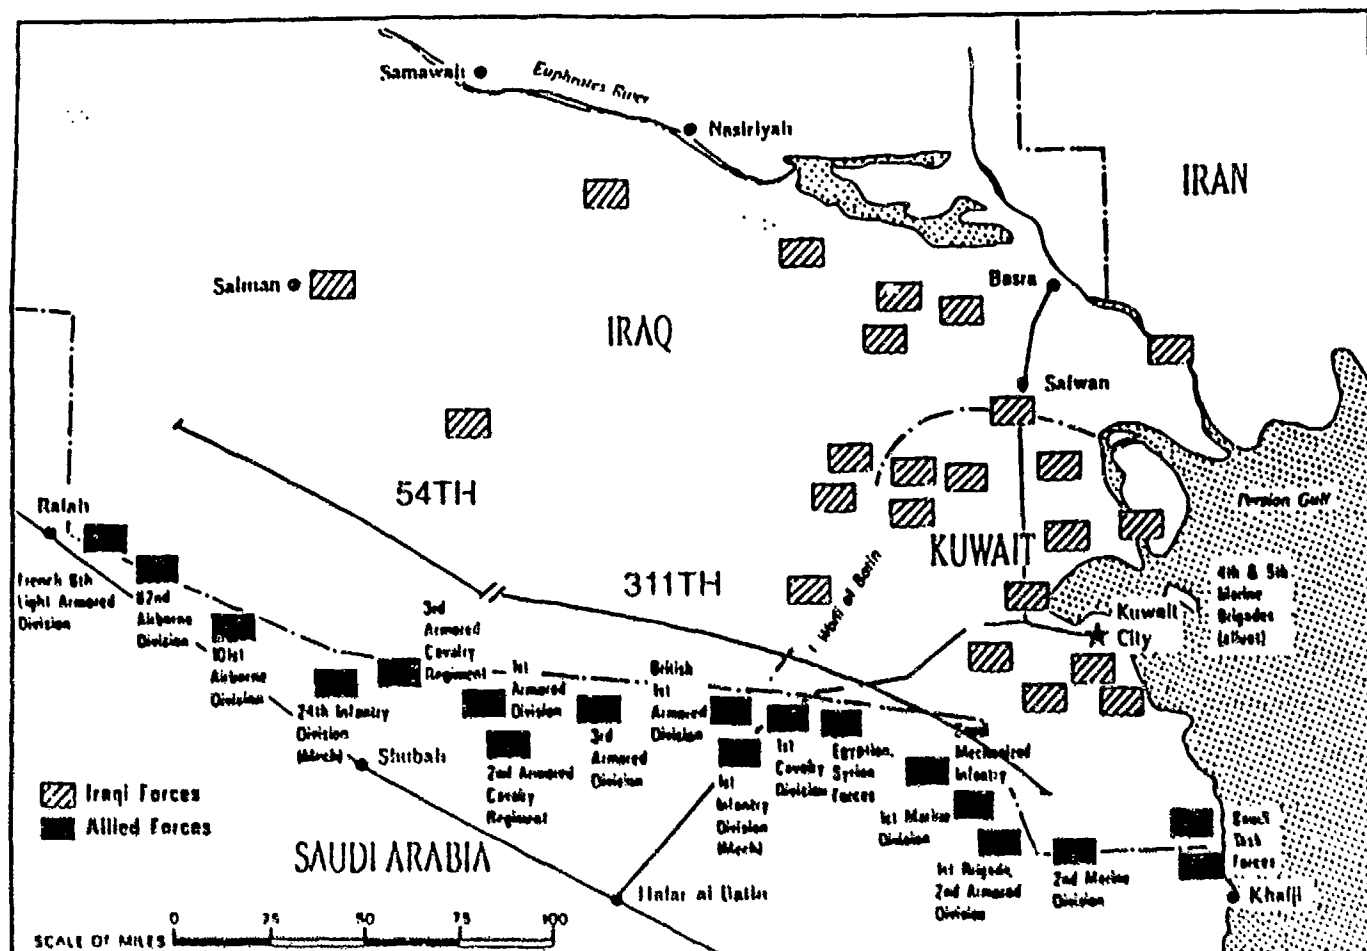 Samawah
Euphrates River
Nasiriyah
IRAN
Salman
Basra
IRAQ
Safwan
54TH
Rafah
Persian Gulf
KUWAIT
311TH
Wadi al Batin
4th & 5th
Marine
Brigades
(afloat)
Kuwait
City
French 6th
Light Armored
Division
82nd
Airborne
Division
101st
Airborne
Division
24th Infantry
Division
(Mech)
3rd
Armored
Cavalry
Regiment
1st
Armored
Division
2nd Armored
Cavalry
Regiment
3rd
Armored
Division
British
1st
Armored
Division
1st
Infantry
Division
(Mech)
1st
Cavalry
Division
Egyptian,
Syrian
Forces
Mechanized
Infantry
1st Marine
Division
1st Brigade,
2nd Armored
Division
2nd Marine
Division
Saudi
Task
Forces
Khafji
Shubah
Hafar al Batin
Iraqi Forces
Allied Forces
SAUDI ARABIA
0 25 50 75 100
SCALE OF MILES